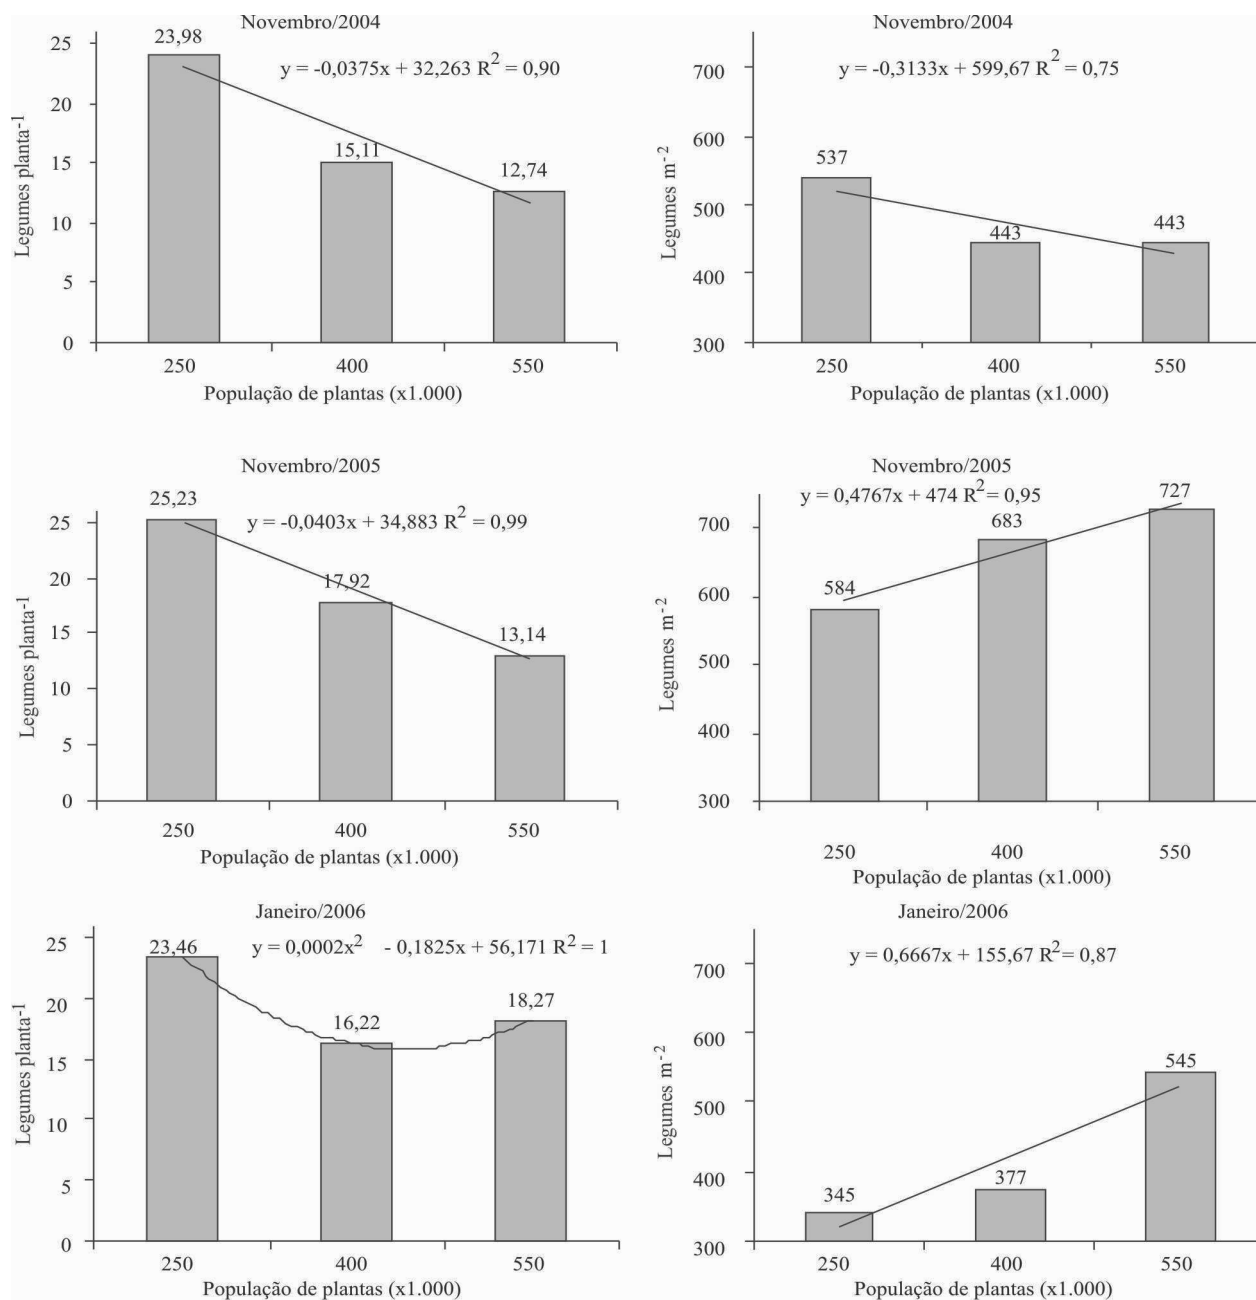 Novembro/2004
y = -0,0375x + 32,263 R² = 0,90
Legumes planta⁻¹
25
20
15
10
5
0
23,98
15,11
12,74
250 400 550
População de plantas (x1.000)
Novembro/2004
y = -0,3133x + 599,67 R² = 0,75
Legumes m⁻²
700
600
500
400
300
537
443
443
250 400 550
População de plantas (x1.000)
Novembro/2005
y = -0,0403x + 34,883 R² = 0,99
Legumes planta⁻¹
25
20
15
10
5
0
25,23
17,92
13,14
250 400 550
População de plantas (x1.000)
Novembro/2005
y = 0,4767x + 474 R² = 0,95
Legumes m⁻²
700
600
500
400
300
584
683
727
250 400 550
População de plantas (x1.000)
Janeiro/2006
y = 0,0002x² - 0,1825x + 56,171 R² = 1
Legumes planta⁻¹
25
20
15
10
5
0
23,46
16,22
18,27
250 400 550
População de plantas (x1.000)
Janeiro/2006
y = 0,6667x + 155,67 R² = 0,87
Legumes m⁻²
700
600
500
400
300
345
377
545
250 400 550
População de plantas (x1.000)